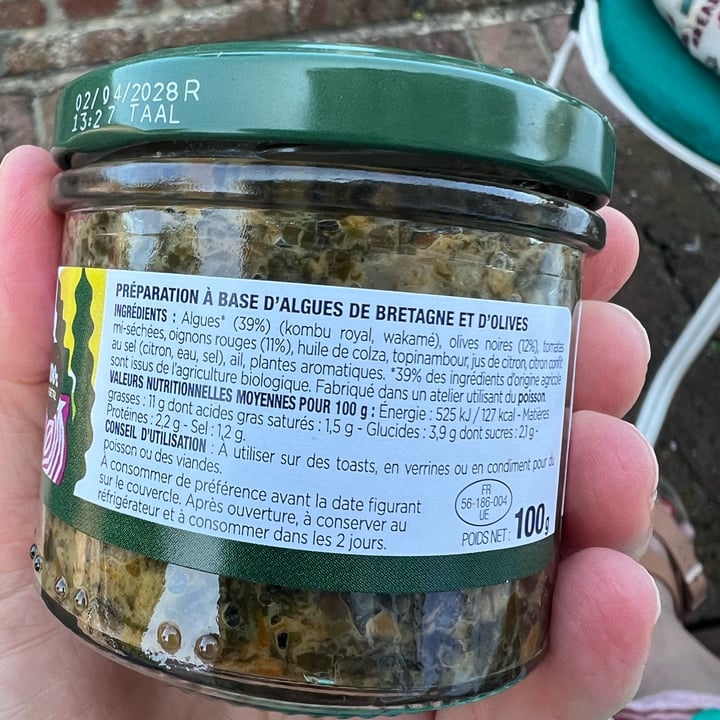 02/04/2028 R
13:27 TAAL
PRÉPARATION À BASE D'ALGUES DE BRETAGNE ET D'OLIVES
INGRÉDIENTS : Algues* (39%) (kombu royal, wakamé), olives noires (12%), tomates
mi-séchées, oignons rouges (11%), huile de colza, topinambour, jus de citron, citron confit
au sel (citron, eau, sel), ail, plantes aromatiques. *39% des ingrédients d'origine agricole
sont issus de l'agriculture biologique. Fabriqué dans un atelier utilisant du poisson.
VALEURS NUTRITIONNELLES MOYENNES POUR 100 g : Énergie : 525 kJ / 127 kcal - Matières
grasses : 11 g dont acides gras saturés : 1,5 g - Glucides : 3,9 g dont sucres : 2,1 g -
Protéines : 2,2 g - Sel : 1,2 g.
CONSEIL D'UTILISATION : À utiliser sur des toasts, en verrines ou en condiment pour du
poisson ou des viandes.
À consommer de préférence avant la date figurant
sur le couvercle. Après ouverture, à conserver au
réfrigérateur et à consommer dans les 2 jours.
FR
56-186-004
UE
POIDS NET : 100g